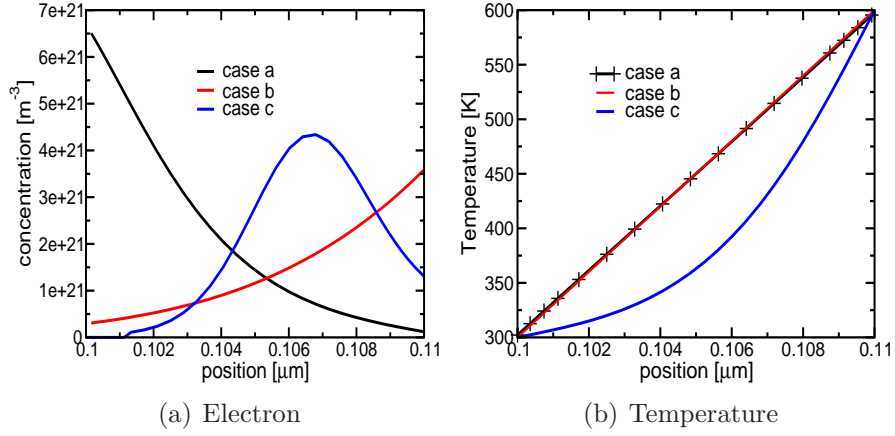 7e+21
6e+21
5e+21
4e+21
3e+21
2e+21
1e+21
0
concentration [m⁻³]
case a
case b
case c
0.1 0.102 0.104 0.106 0.108 0.11
position [μm]
(a) Electron
600
550
500
450
400
350
300
Temperature [K]
case a
case b
case c
0.1 0.102 0.104 0.106 0.108 0.11
position [μm]
(b) Temperature